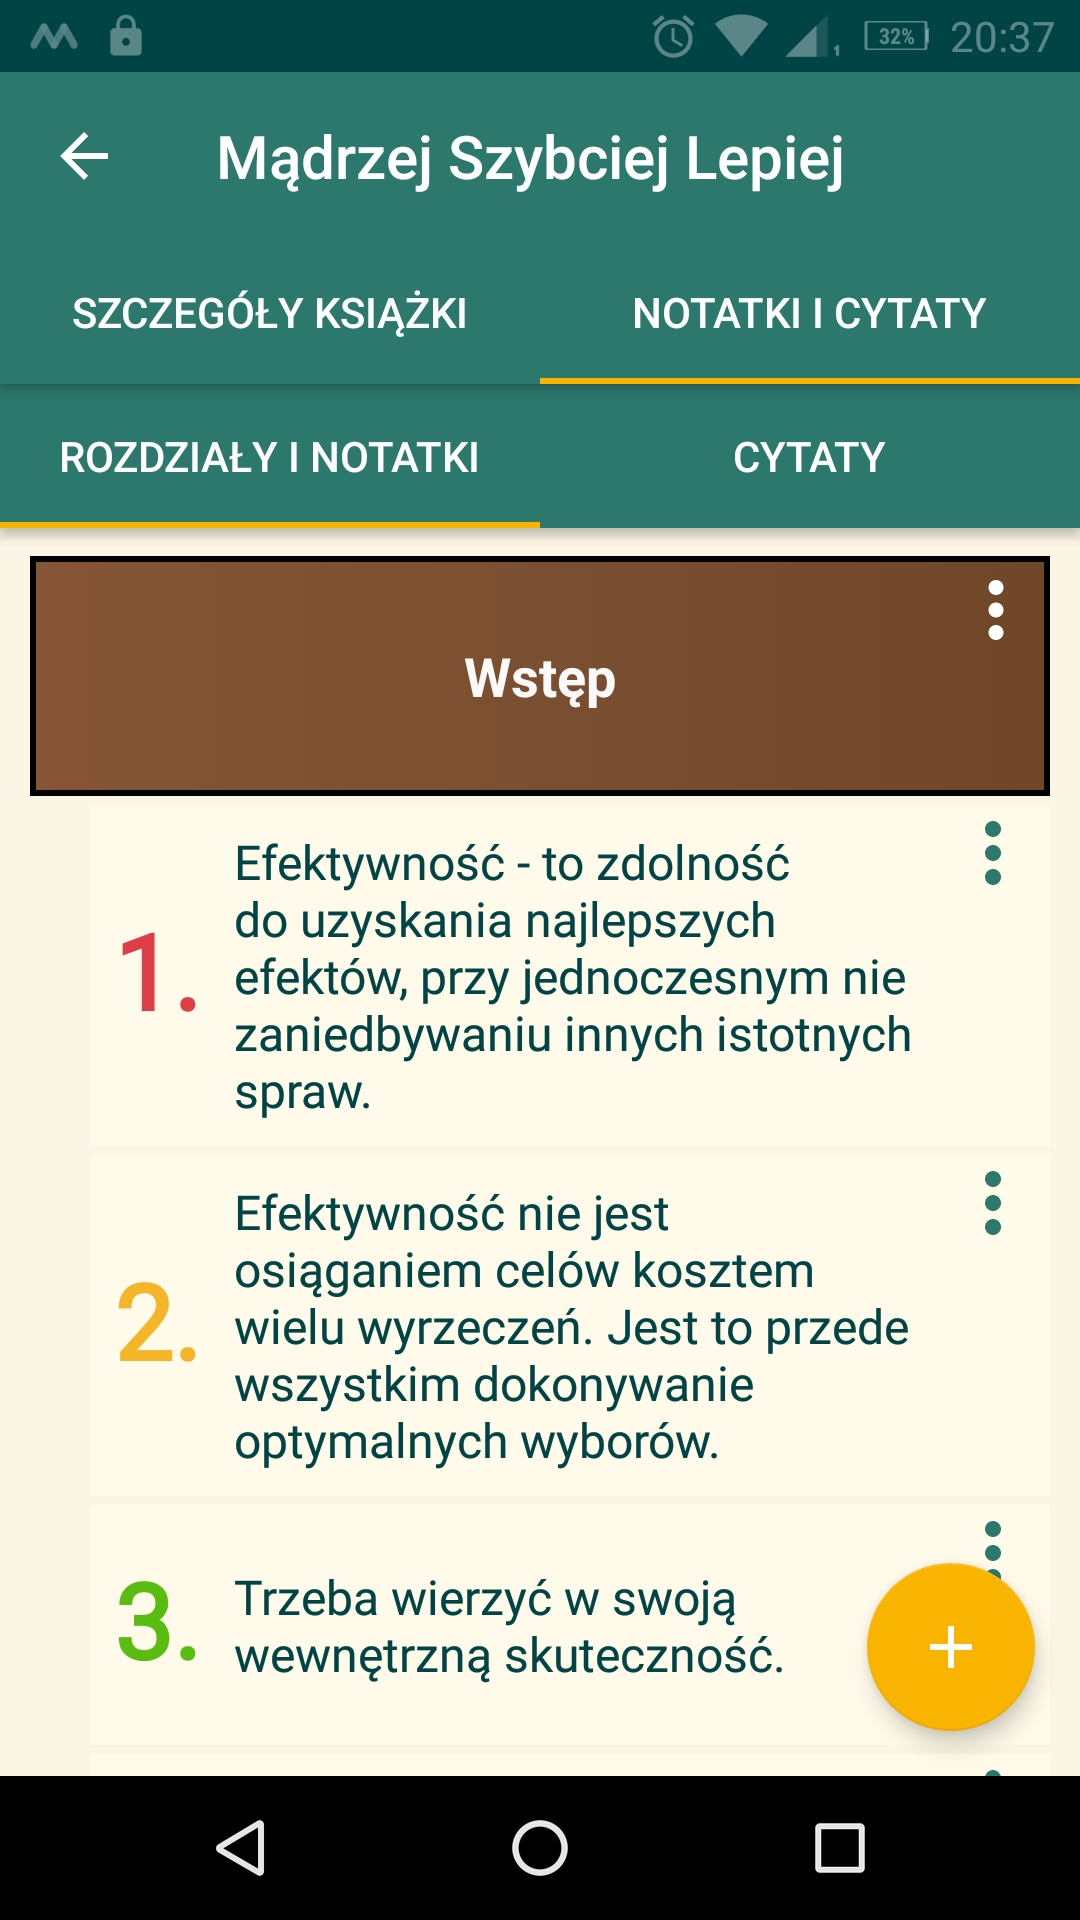 32% 20:37
Mądrzej Szybciej Lepiej
SZCZEGÓŁY KSIĄŻKI NOTATKI I CYTATY
ROZDZIAŁY I NOTATKI CYTATY
Wstęp
1. Efektywność - to zdolność
do uzyskania najlepszych
efektów, przy jednoczesnym nie
zaniedbywaniu innych istotnych
spraw.
2. Efektywność nie jest
osiąganiem celów kosztem
wielu wyrzeczeń. Jest to przede
wszystkim dokonywanie
optymalnych wyborów.
3. Trzeba wierzyć w swoją
wewnętrzną skuteczność.